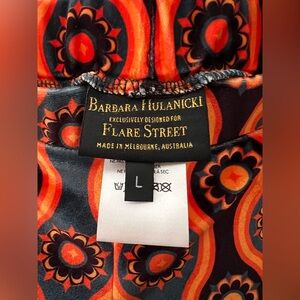 BARBARA HULANICKI
EXCLUSIVELY DESIGNED FOR
FLARE STREET
MADE IN MELBOURNE, AUSTRALIA
L